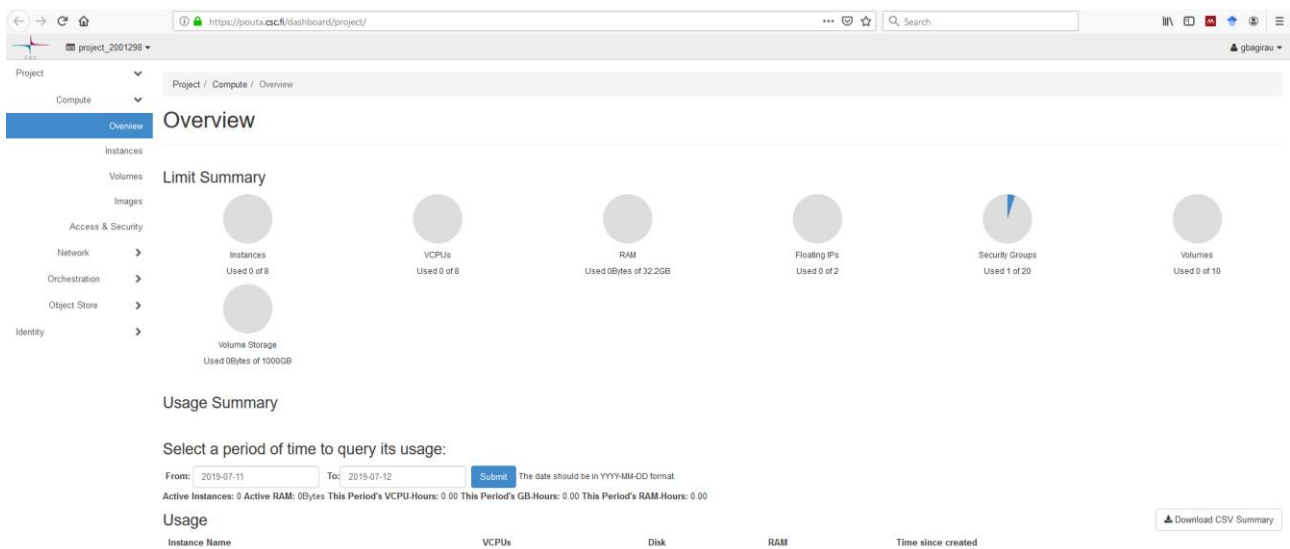 https://pouta.csc.fi/dashboard/project/
Search
CSC
project_2001298
gbagirau
Project
Compute
Overview
Instances
Volumes
Images
Access & Security
Network
Orchestration
Object Store
Identity
Project / Compute / Overview
Overview
Limit Summary
Instances
Used 0 of 8
VCPUs
Used 0 of 8
RAM
Used 0Bytes of 32.2GB
Floating IPs
Used 0 of 2
Security Groups
Used 1 of 20
Volumes
Used 0 of 10
Volume Storage
Used 0Bytes of 1000GB
Usage Summary
Select a period of time to query its usage:
From: 2019-07-11 To: 2019-07-12 Submit The date should be in YYYY-MM-DD format.
Active Instances: 0 Active RAM: 0Bytes This Period's VCPU-Hours: 0.00 This Period's GB-Hours: 0.00 This Period's RAM-Hours: 0.00
Usage
Download CSV Summary
Instance Name VCPUs Disk RAM Time since created